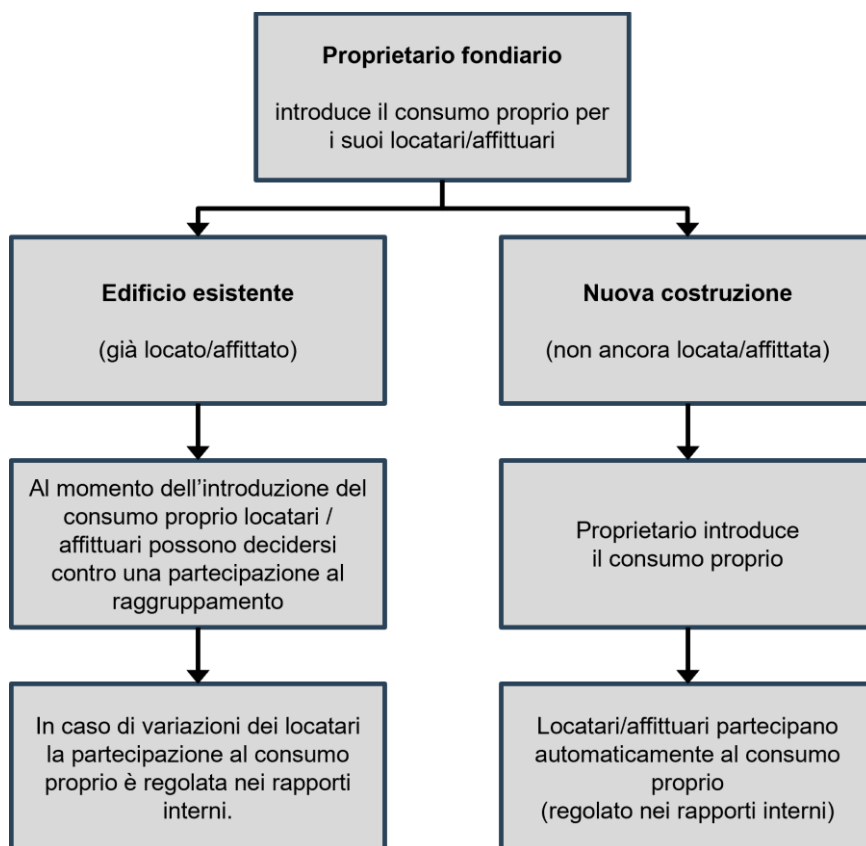 Proprietario fondiario
introduce il consumo proprio per
i suoi locatari/affittuari
Edificio esistente
(già locato/affittato)
Nuova costruzione
(non ancora locata/affittata)
Al momento dell’introduzione del
consumo proprio locatari /
affittuari possono decidersi
contro una partecipazione al
raggruppamento
Proprietario introduce
il consumo proprio
In caso di variazioni dei locatari
la partecipazione al consumo
proprio è regolata nei rapporti
interni.
Locatari/affittuari partecipano
automaticamente al consumo
proprio
(regolato nei rapporti interni)